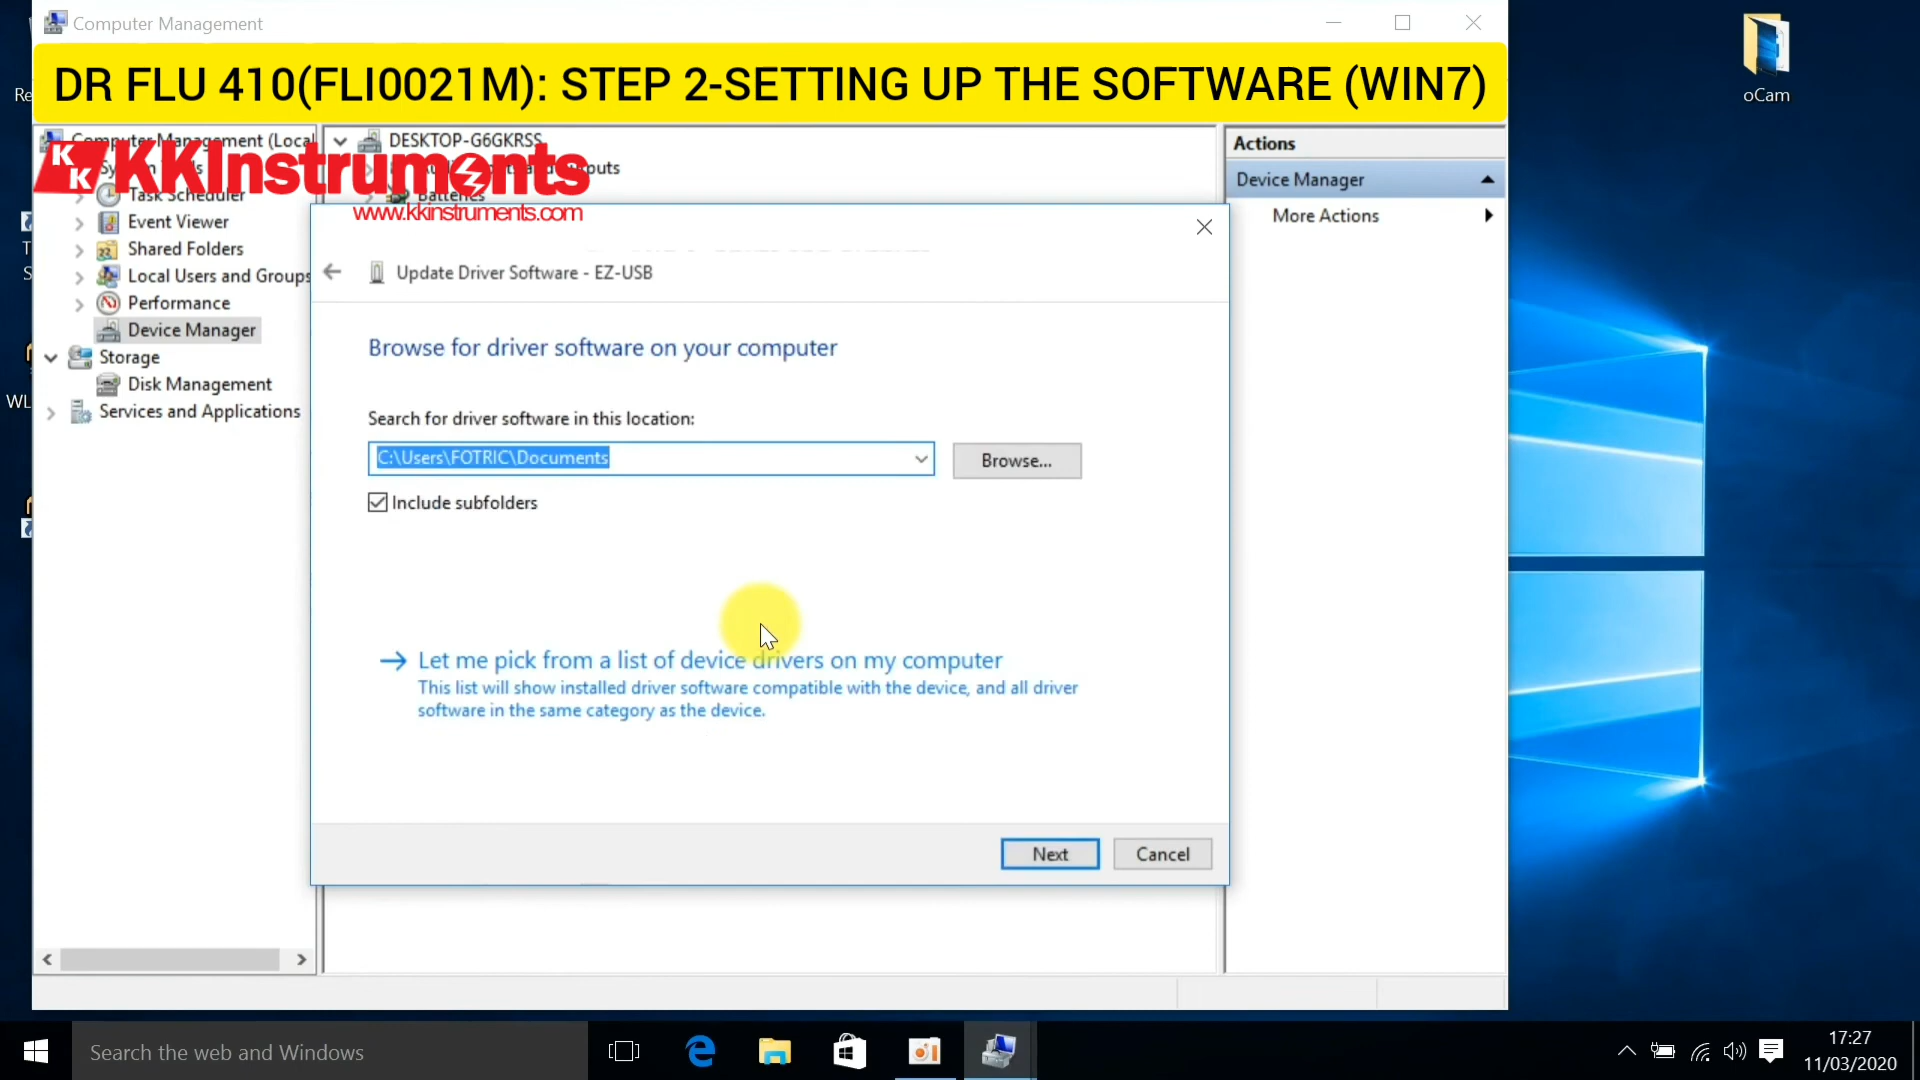 Computer Management
DR FLU 410(FLI0021M): STEP 2-SETTING UP THE SOFTWARE (WIN7)
oCam
Computer Management (Local
KKInstruments
www.kkinstruments.com
Task Scheduler
Event Viewer
Shared Folders
Local Users and Groups
Performance
Device Manager
Storage
Disk Management
Services and Applications
DESKTOP-G6GKRSS
Batteries
Actions
Device Manager
More Actions
Update Driver Software - EZ-USB
Browse for driver software on your computer
Search for driver software in this location:
C:\Users\FOTRIC\Documents
Browse...
Include subfolders
Let me pick from a list of device drivers on my computer
This list will show installed driver software compatible with the device, and all driver
software in the same category as the device.
Next
Cancel
Search the web and Windows
17:27
11/03/2020